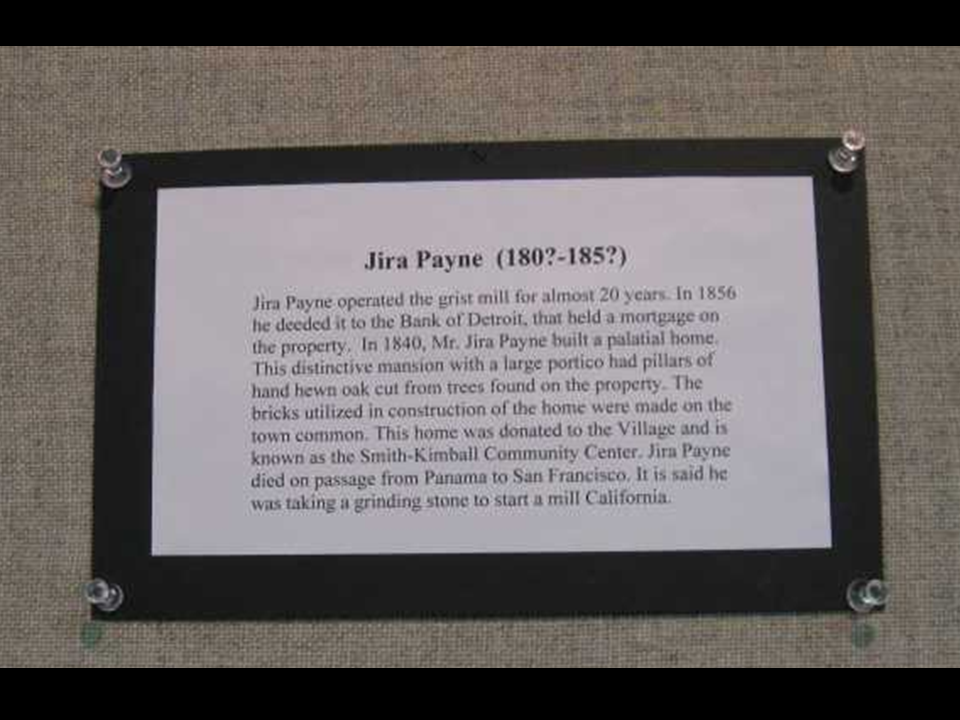 Jira Payne (180?-185?)
Jira Payne operated the grist mill for almost 20 years. In 1856
he deeded it to the Bank of Detroit, that held a mortgage on
the property. In 1840, Mr. Jira Payne built a palatial home.
This distinctive mansion with a large portico had pillars of
hand hewn oak cut from trees found on the property. The
bricks utilized in construction of the home were made on the
town common. This home was donated to the Village and is
known as the Smith-Kimball Community Center. Jira Payne
died on passage from Panama to San Francisco. It is said he
was taking a grinding stone to start a mill California.